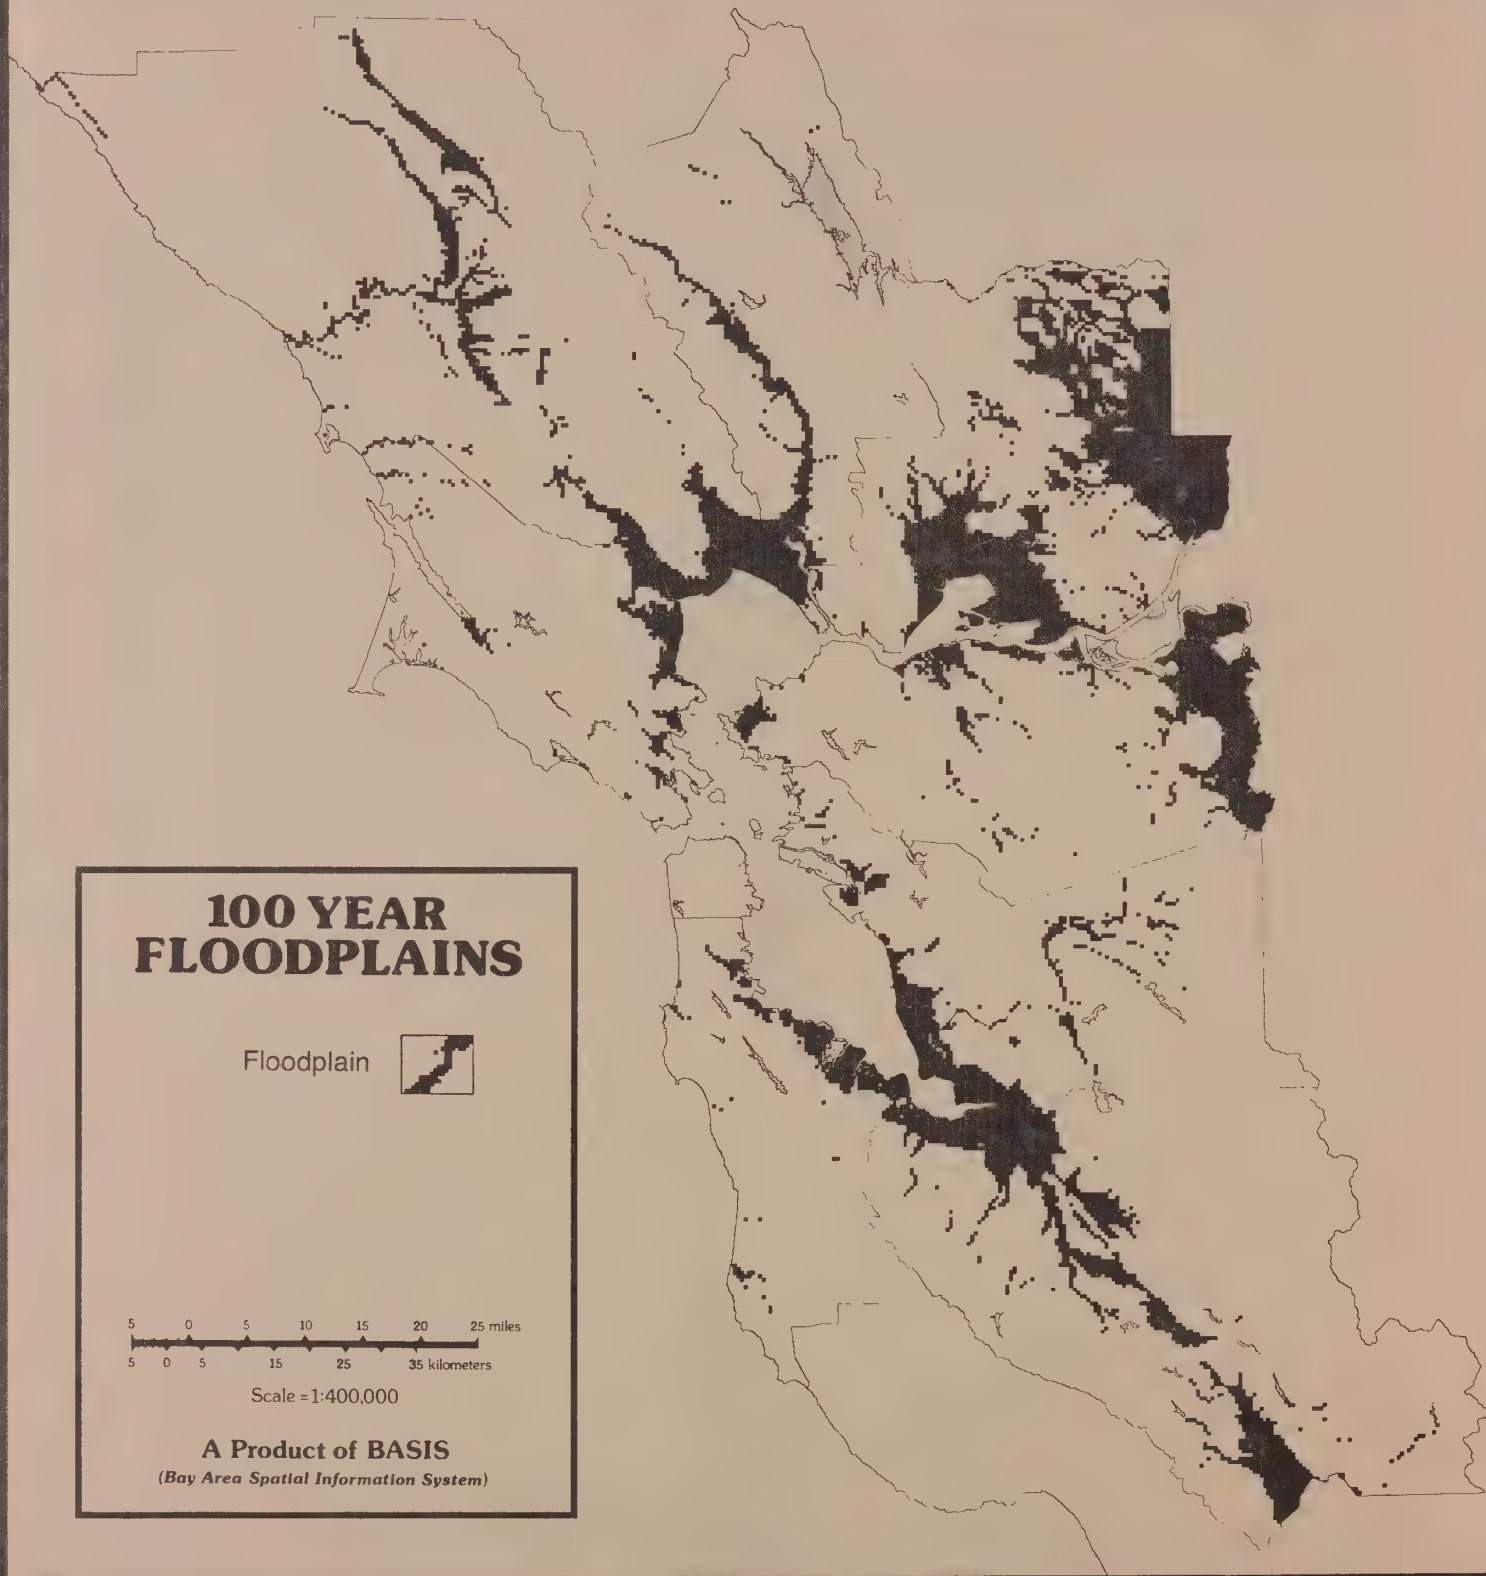 100 YEAR
FLOODPLAINS
Floodplain
5 0 5 10 15 20 25 miles
5 0 5 15 25 35 kilometers
Scale = 1:400,000
A Product of BASIS
(Bay Area Spatial Information System)